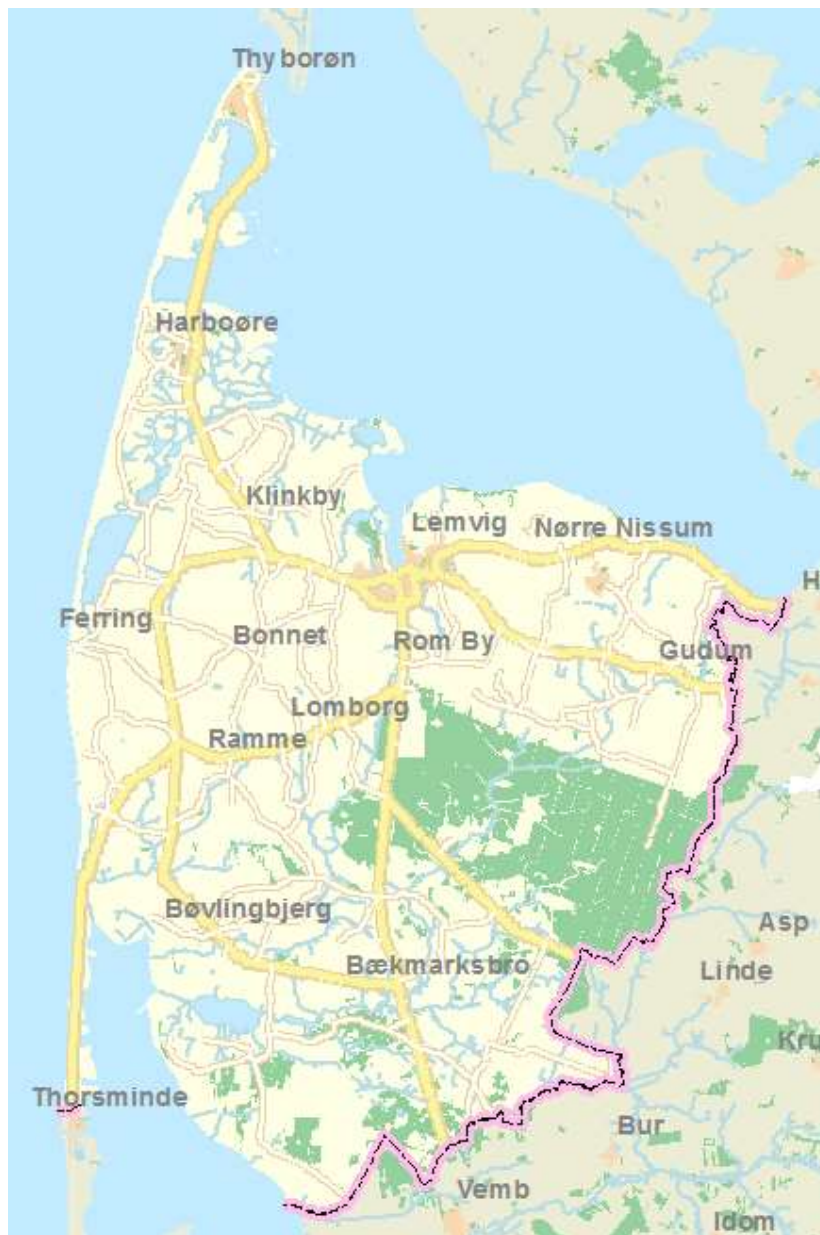 Thyborøn
Harboøre
Klinkby
Lemvig
Nørre Nissum
H
Ferring
Bonnet
Rom By
Gudum
Lomborg
Ramme
Bøvlingbjerg
Asp
Bækmarksbro
Linde
Kru
Thorsminde
Bur
Vemb
Idom